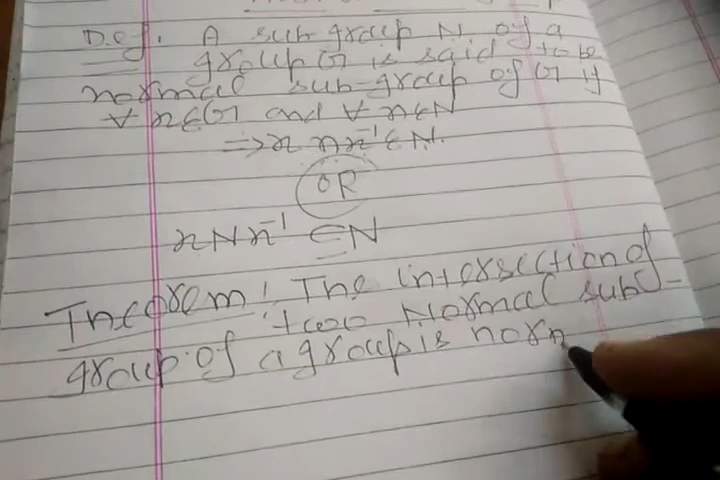 Def. A sub-group N of a
group G is said to be
normal sub-group of G if
∀ x∈G and ∀ n∈N
=> x n x⁻¹ ∈ N.
OR
x N x⁻¹ ⊆ N
Theorem: The intersection of
two Normal sub-
group of a group is norm